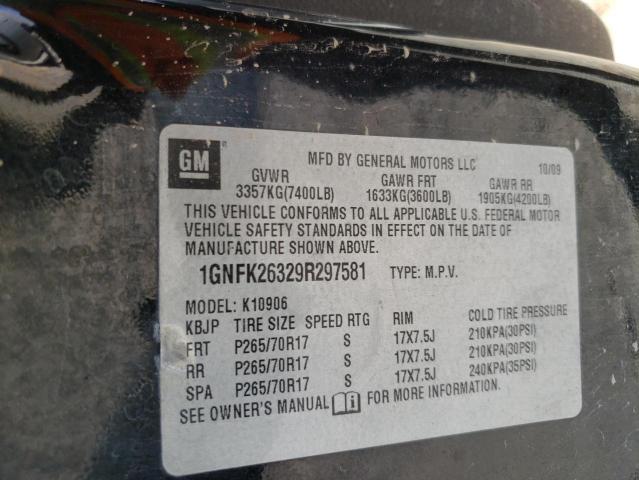 GM
MFD BY GENERAL MOTORS LLC 10/09
GVWR GAWR FRT GAWR RR
3357KG(7400LB) 1633KG(3600LB) 1905KG(4200LB)
THIS VEHICLE CONFORMS TO ALL APPLICABLE U.S. FEDERAL MOTOR
VEHICLE SAFETY STANDARDS IN EFFECT ON THE DATE OF
MANUFACTURE SHOWN ABOVE.
1GNFK26329R297581 TYPE: M.P.V.
MODEL: K10906
KBJP TIRE SIZE SPEED RTG RIM COLD TIRE PRESSURE
FRT P265/70R17 S 17X7.5J 210KPA(30PSI)
RR P265/70R17 S 17X7.5J 210KPA(30PSI)
SPA P265/70R17 S 17X7.5J 240KPA(35PSI)
SEE OWNER'S MANUAL FOR MORE INFORMATION.